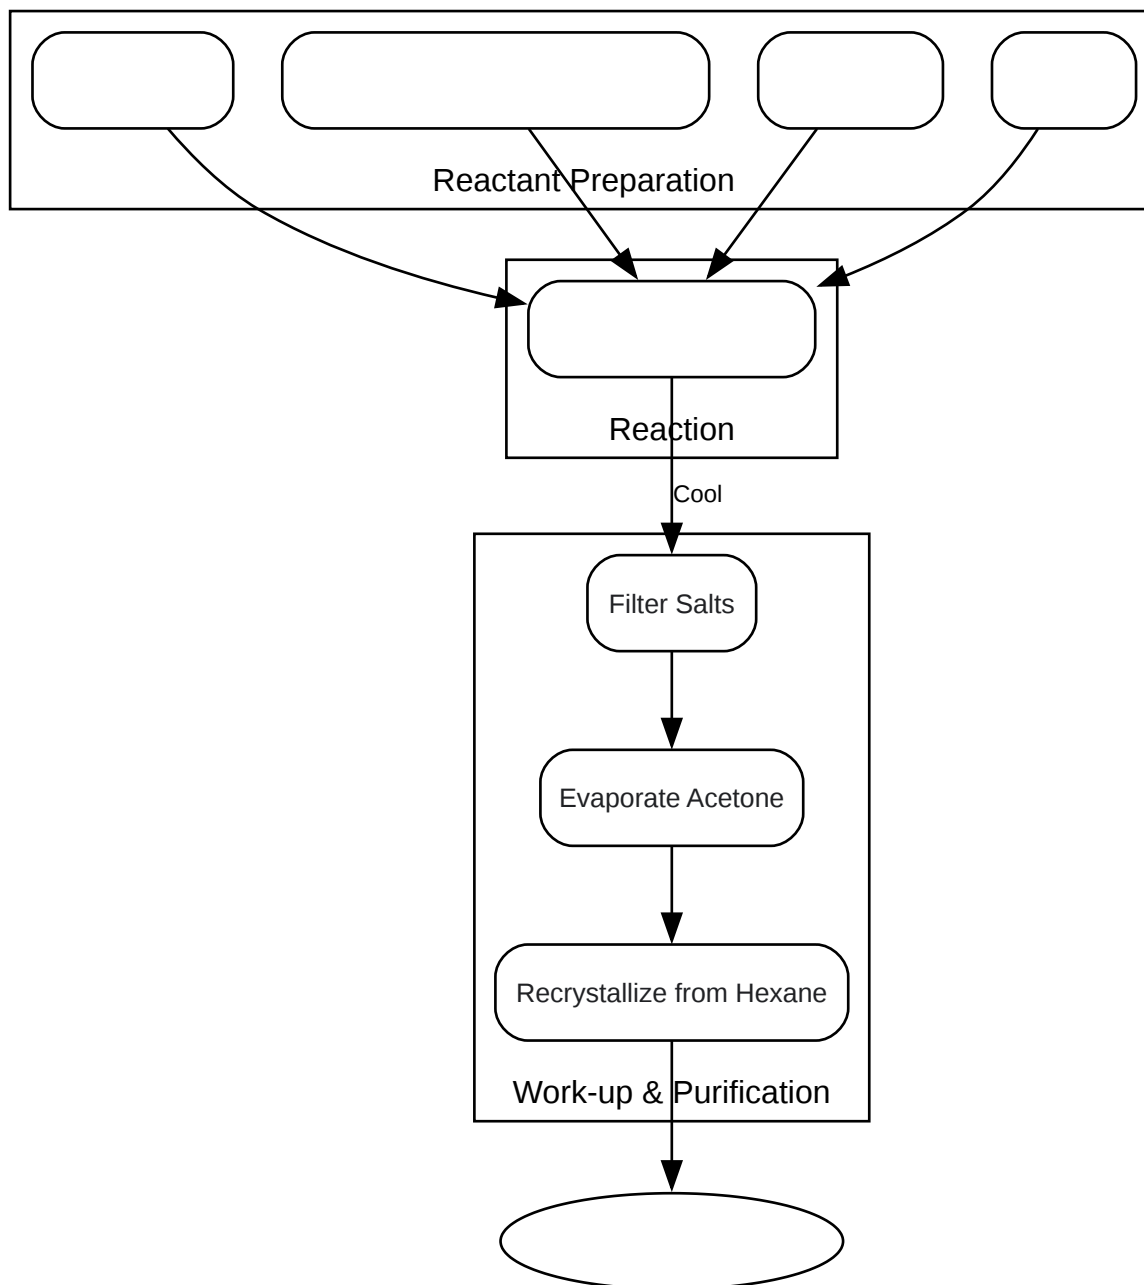 Reactant Preparation
Reaction
Cool
Filter Salts
Evaporate Acetone
Recrystallize from Hexane
Work-up & Purification